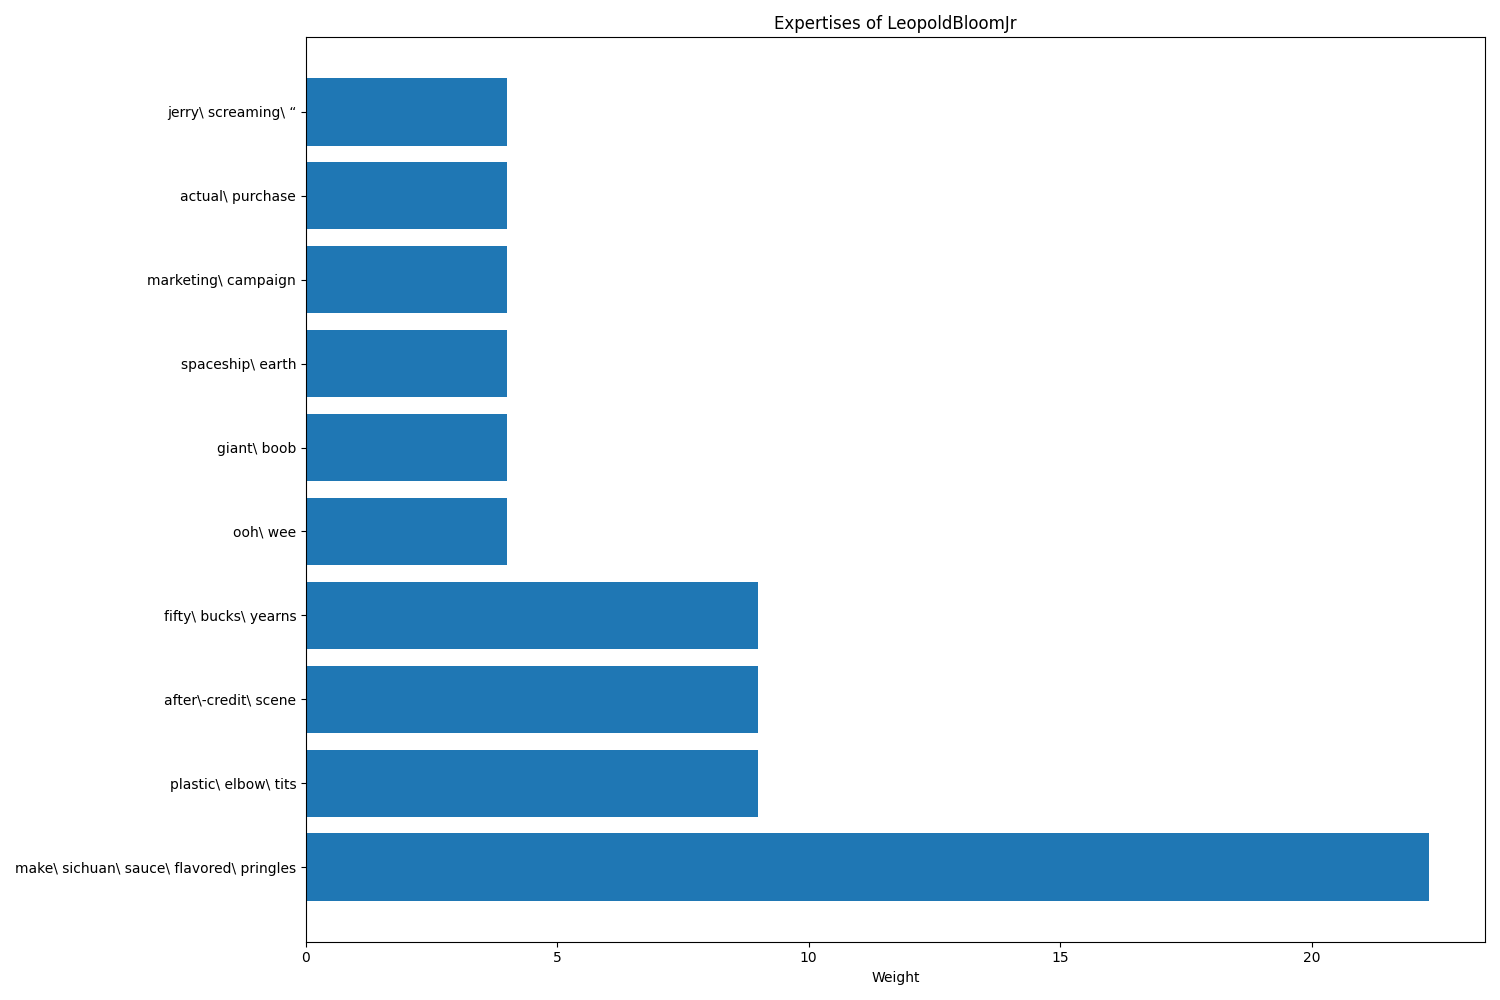 Expertises of LeopoldBloomJr
jerry\ screaming\ “
actual\ purchase
marketing\ campaign
spaceship\ earth
giant\ boob
ooh\ wee
fifty\ bucks\ yearns
after\-credit\ scene
plastic\ elbow\ tits
make\ sichuan\ sauce\ flavored\ pringles
0 5 10 15 20
Weight